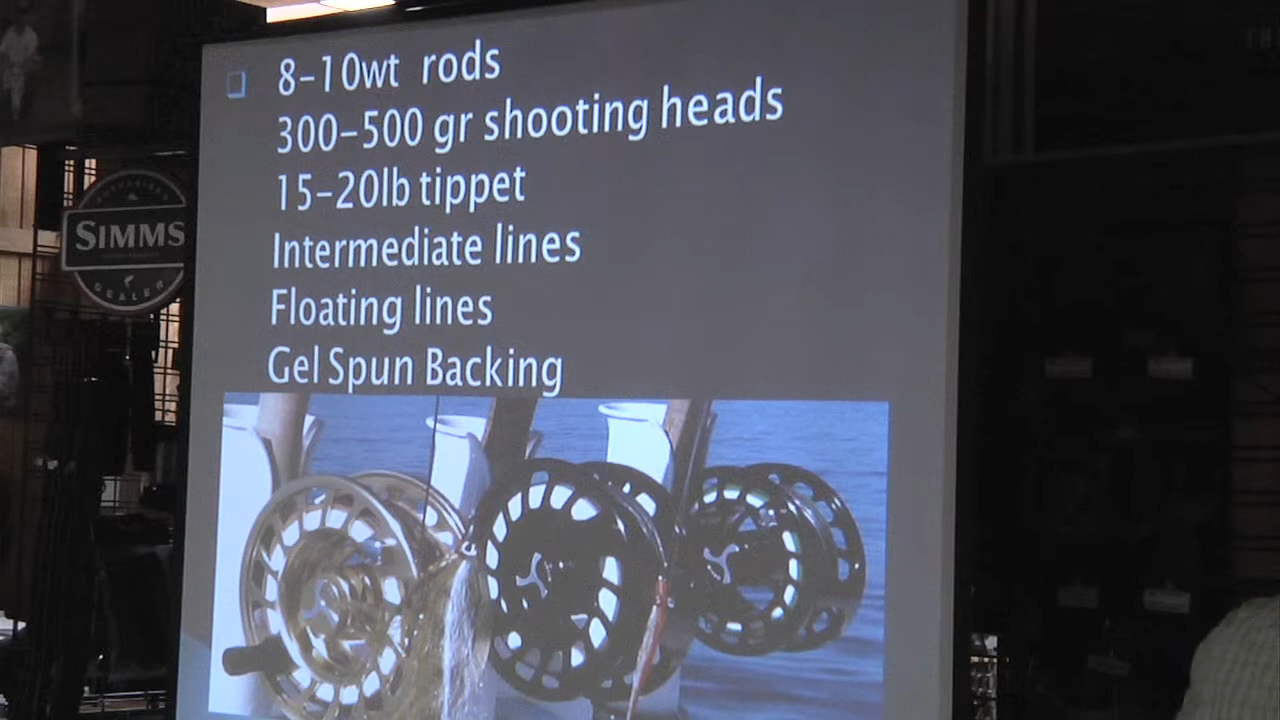 8-10wt rods
300-500 gr shooting heads
15-20lb tippet
Intermediate lines
Floating lines
Gel Spun Backing
SIMMS
DEALER